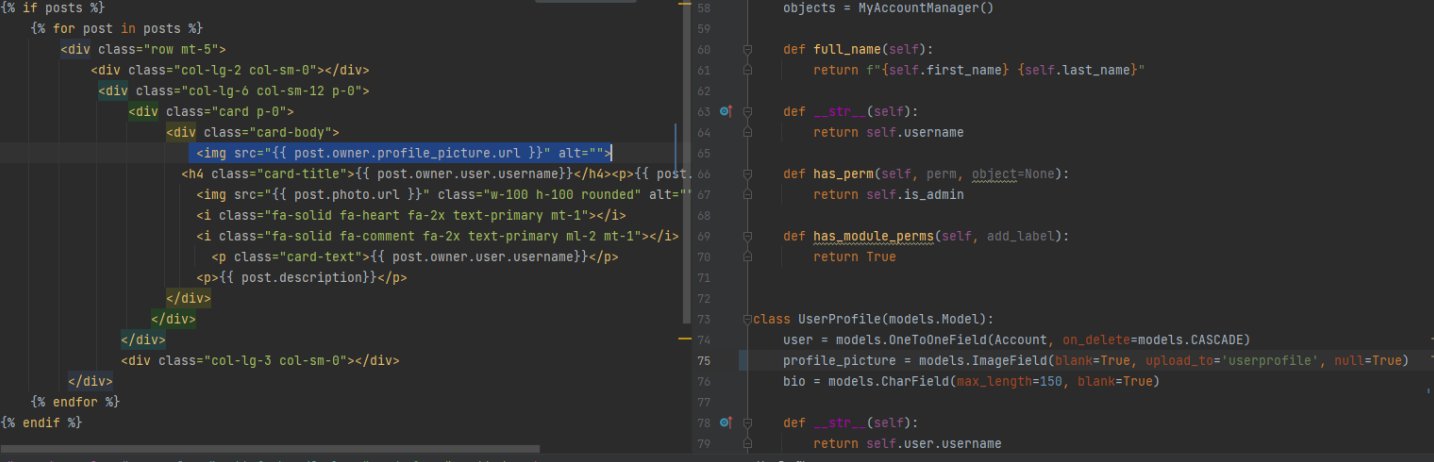 {% if posts %}
{% for post in posts %}
<div class="row mt-5">
<div class="col-lg-2 col-sm-0"></div>
<div class="col-lg-6 col-sm-12 p-0">
<div class="card p-0">
<div class="card-body">
<img src="{{ post.owner.profile_picture.url }}" alt="">
<h4 class="card-title">{{ post.owner.user.username}}</h4><p>{{ post.
<img src="{{ post.photo.url }}" class="w-100 h-100 rounded" alt=""
<i class="fa-solid fa-heart fa-2x text-primary mt-1"></i>
<i class="fa-solid fa-comment fa-2x text-primary ml-2 mt-1"></i>
<p class="card-text">{{ post.owner.user.username}}</p>
<p>{{ post.description}}</p>
</div>
</div>
</div>
<div class="col-lg-3 col-sm-0"></div>
</div>
{% endfor %}
{% endif %}
58 objects = MyAccountManager()
59
60 def full_name(self):
61 return f"{self.first_name} {self.last_name}"
62
63 def __str__(self):
64 return self.username
65
66 def has_perm(self, perm, object=None):
67 return self.is_admin
68
69 def has_module_perms(self, add_label):
70 return True
71
72
73 class UserProfile(models.Model):
74 user = models.OneToOneField(Account, on_delete=models.CASCADE)
75 profile_picture = models.ImageField(blank=True, upload_to='userprofile', null=True)
76 bio = models.CharField(max_length=150, blank=True)
77
78 def __str__(self):
79 return self.user.username